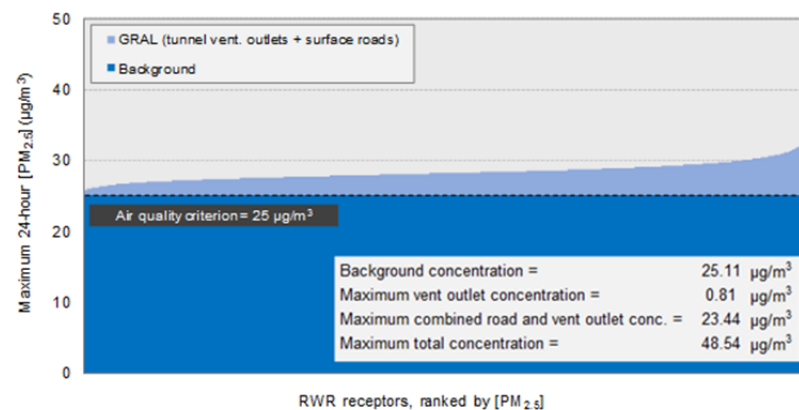 50
40
30
20
10
0
Maximum 24-hour [PM2.5] (µg/m³)
GRAL (tunnel vent. outlets + surface roads)
Background
Air quality criterion = 25 µg/m³
Background concentration = 25.11 µg/m³
Maximum vent outlet concentration = 0.81 µg/m³
Maximum combined road and vent outlet conc. = 23.44 µg/m³
Maximum total concentration = 48.54 µg/m³
RWR receptors, ranked by [PM2.5]